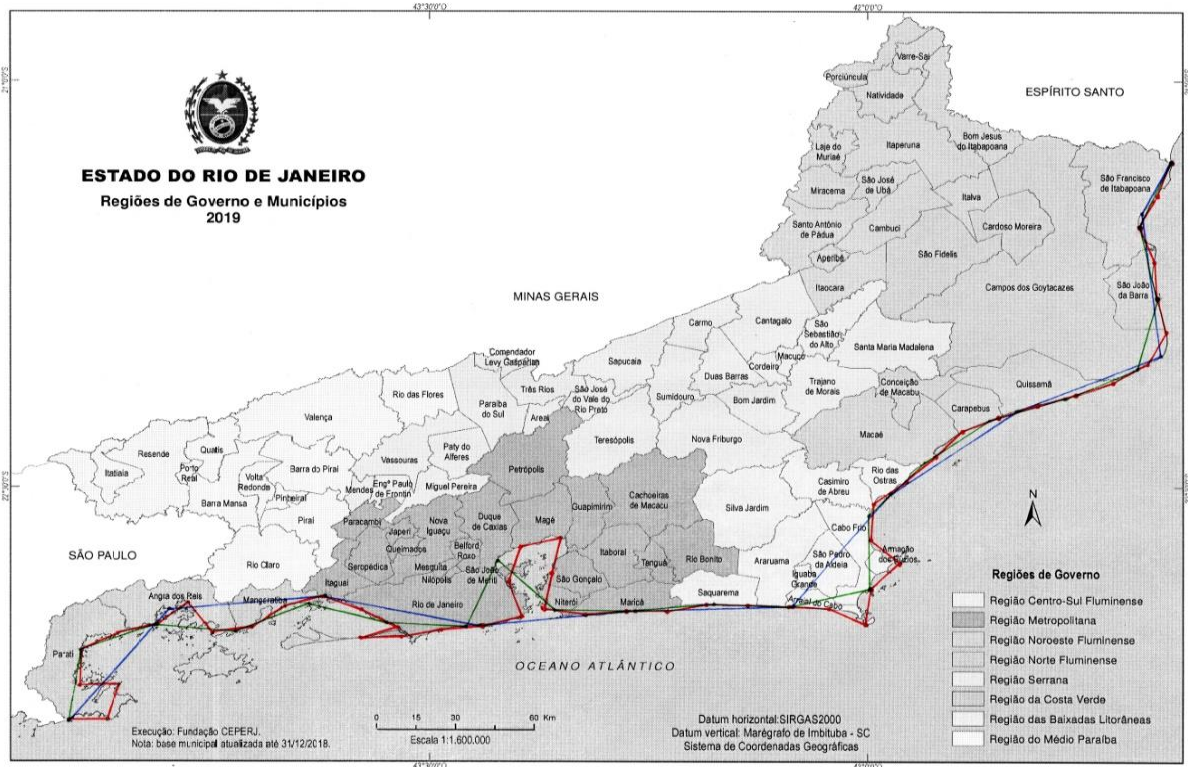 43°30'0"O
42°0'0"O
21°0'0"S
ESPÍRITO SANTO
ESTADO DO RIO DE JANEIRO
Regiões de Governo e Municípios
2019
Varre-Sai
Porciúncula
Natividade
Bom Jesus
do Itabapoana
Itaperuna
Laje do
Muriaé
São José
de Ubá
São Francisco
de Itabapoana
Miracema
Italva
Santo Antônio
de Pádua
Cambuci
Cardoso Moreira
São Fidelis
Aperibé
Itaocara
Campos dos Goytacazes
São João
da Barra
MINAS GERAIS
Carmo
Cantagalo
São
Sebastião
do Alto
Santa Maria Madalena
Comendador
Levy Gasparian
Sapucaia
Macuco
Cordeiro
Duas Barras
Três Rios
São José
do Vale do
Rio Preto
Trajano
de Morais
Conceição
de Macabu
Quissamã
Rio das Flores
Paraíba
do Sul
Areal
Sumidouro
Bom Jardim
Carapebus
Valença
Macaé
Teresópolis
Nova Friburgo
Paty do
Alferes
Resende
Quatis
Itatiaia
Porto
Real
Barra do Piraí
Vassouras
Petrópolis
Volta
Redonda
Mendes
Engº Paulo
de Frontin
Miguel Pereira
Casimiro
de Abreu
Rio das
Ostras
Barra Mansa
Pinheiral
Piraí
Cachoeiras
de Macacu
Guapimirim
Silva Jardim
Paracambi
Japeri
Nova
Iguaçu
Duque
de Caxias
Magé
Cabo Frio
N
SÃO PAULO
Queimados
Belford
Roxo
Itaboraí
Rio Claro
Seropédica
Mesquita
Nilópolis
São João
de Meriti
São Gonçalo
Tanguá
Rio Bonito
Araruama
São Pedro
da Aldeia
Armação
dos Búzios
Iguaba
Grande
Itaguaí
Angra dos Reis
Mangaratiba
Rio de Janeiro
Niterói
Maricá
Saquarema
Arraial do Cabo
Parati
OCEANO ATLÂNTICO
Regiões de Governo
Região Centro-Sul Fluminense
Região Metropolitana
Região Noroeste Fluminense
Região Norte Fluminense
Região Serrana
Região da Costa Verde
Região das Baixadas Litorâneas
Região do Médio Paraíba
Execução: Fundação CEPERJ.
Nota: base municipal atualizada até 31/12/2018.
0 15 30 60 Km
Escala 1:1.600.000
Datum horizontal:SIRGAS2000
Datum vertical: Marégrafo de Imbituba - SC
Sistema de Coordenadas Geográficas